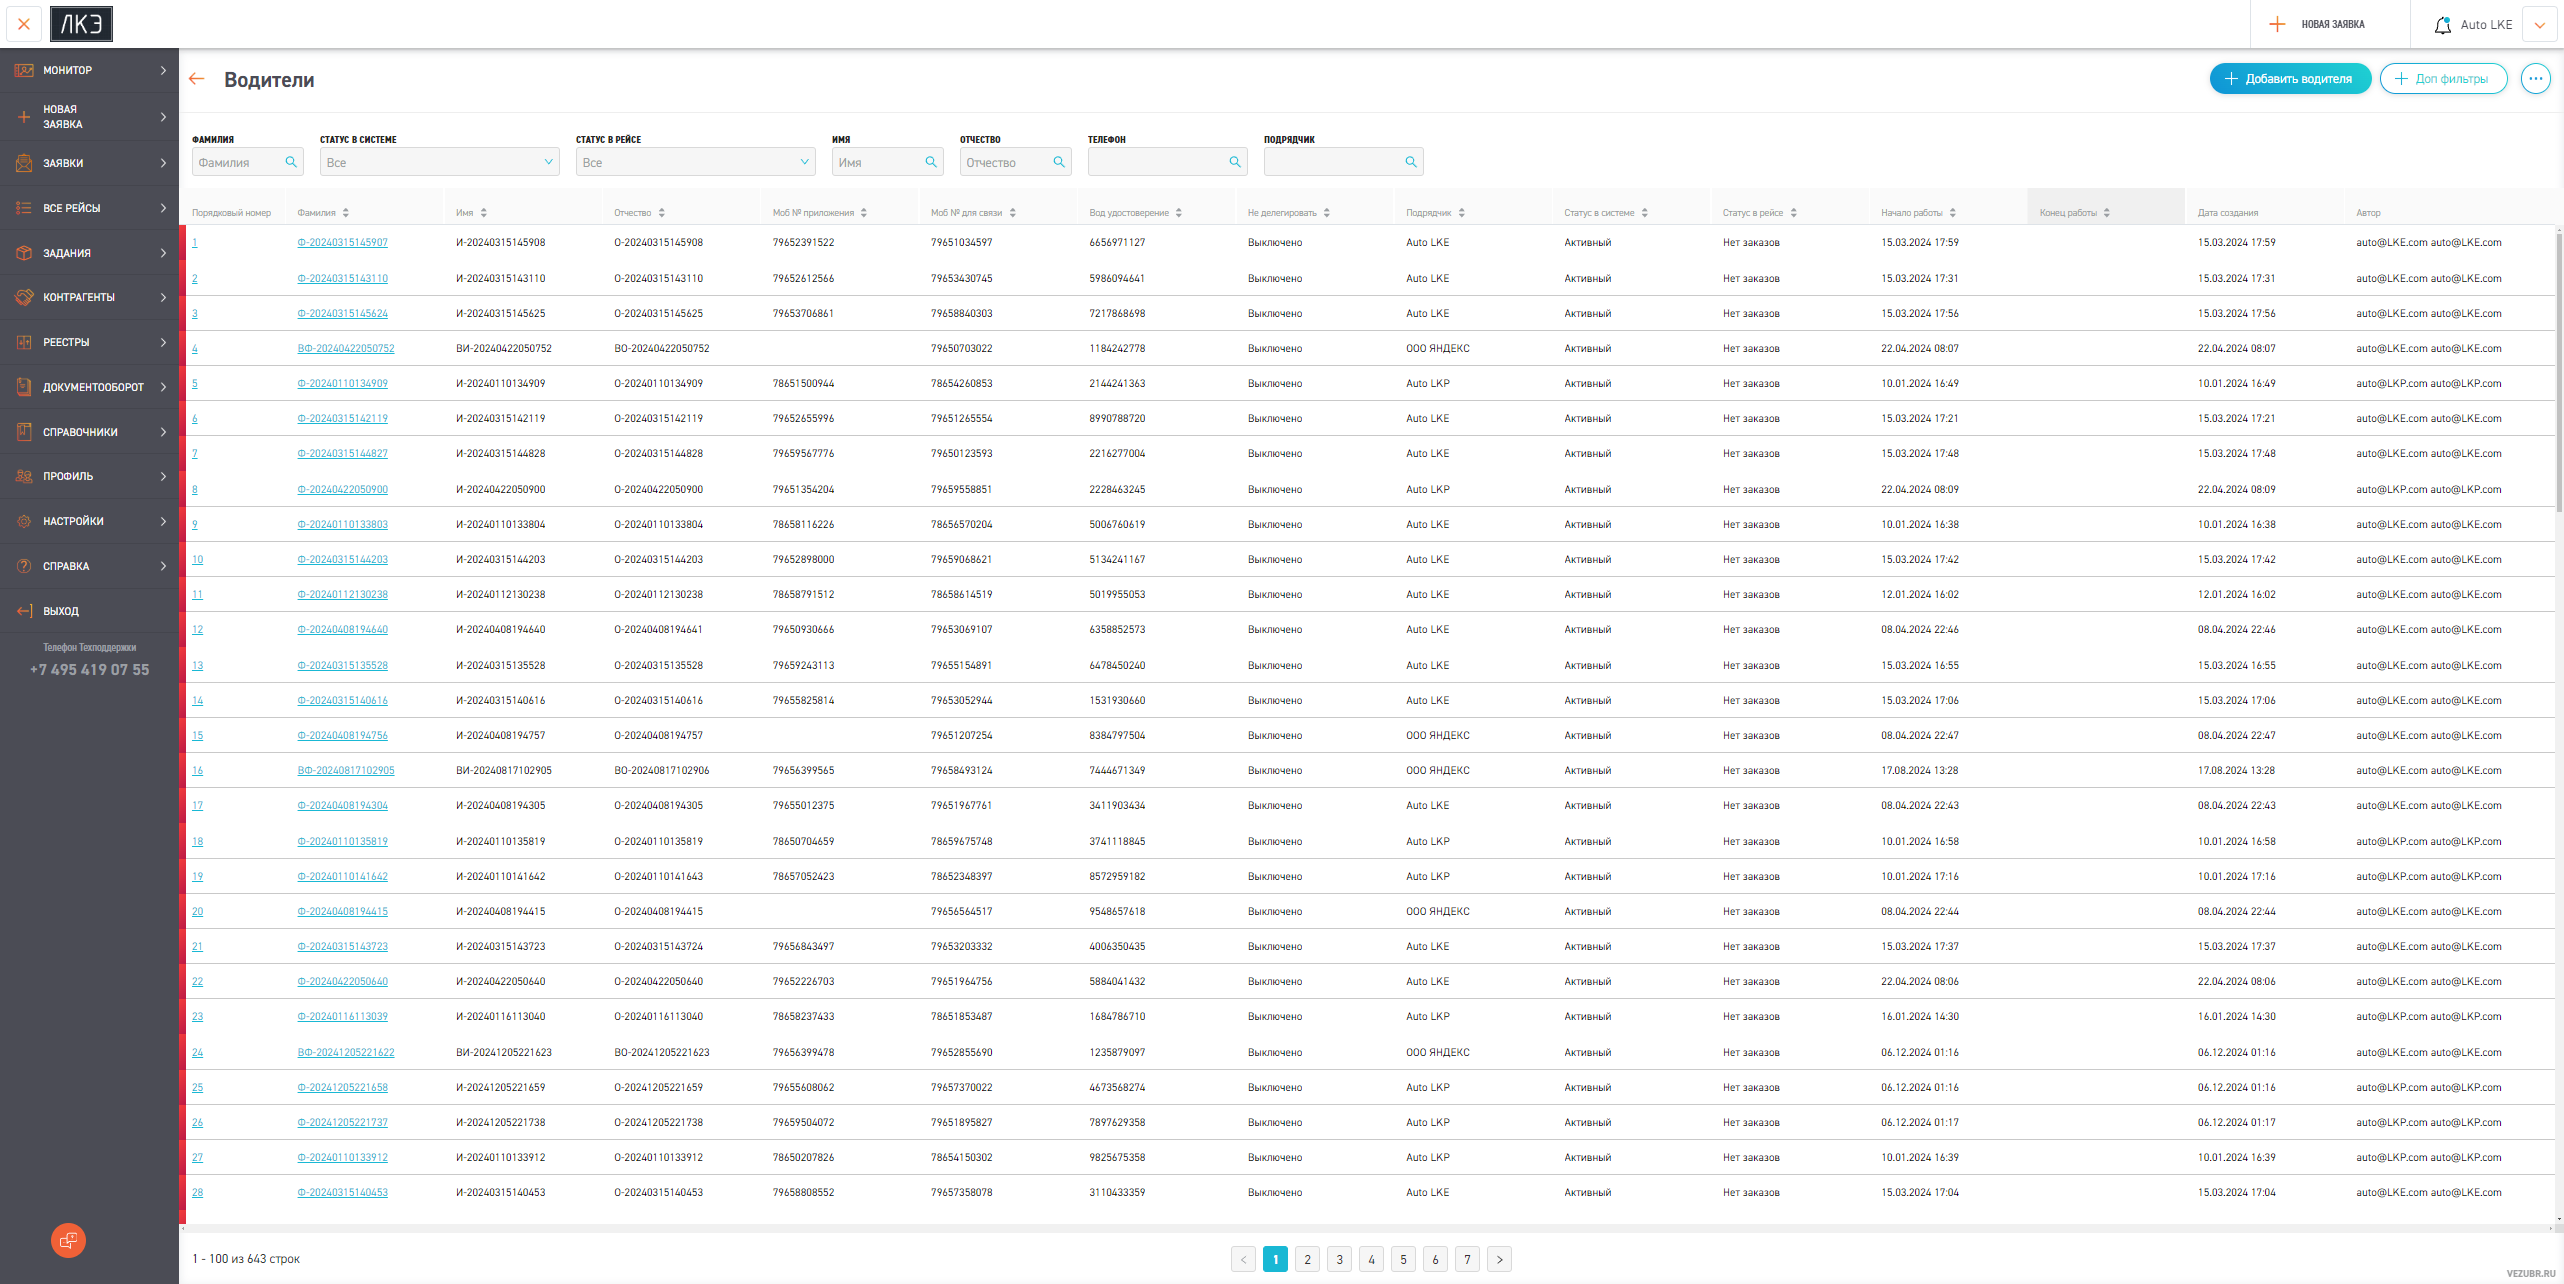 ЛКЭ
НОВАЯ ЗАЯВКА
Auto LKE
МОНИТОР
НОВАЯ
ЗАЯВКА
ЗАЯВКИ
ВСЕ РЕЙСЫ
ЗАДАНИЯ
КОНТРАГЕНТЫ
РЕЕСТРЫ
ДОКУМЕНТООБОРОТ
СПРАВОЧНИКИ
ПРОФИЛЬ
НАСТРОЙКИ
СПРАВКА
ВЫХОД
Телефон Техподдержки
+7 495 419 07 55
Водители
Добавить водителя
Доп фильтры
ФАМИЛИЯ СТАТУС В СИСТЕМЕ СТАТУС В РЕЙСЕ ИМЯ ОТЧЕСТВО ТЕЛЕФОН ПОДРЯДЧИК
Фамилия Все Все Имя Отчество
Порядковый номер Фамилия Имя Отчество Моб № приложения Моб № для связи Вод удостоверение Не делегировать Подрядчик Статус в системе Статус в рейсе Начало работы Конец работы Дата создания Автор
1 Ф-20240315145907 И-20240315145908 О-20240315145908 79652391522 79651034597 6656971127 Выключено Auto LKE Активный Нет заказов 15.03.2024 17:59 15.03.2024 17:59 auto@LKE.com auto@LKE.com
2 Ф-20240315143110 И-20240315143110 О-20240315143110 79652612566 79653430745 5986094641 Выключено Auto LKE Активный Нет заказов 15.03.2024 17:31 15.03.2024 17:31 auto@LKE.com auto@LKE.com
3 Ф-20240315145624 И-20240315145625 О-20240315145625 79653706861 79658840303 7217868698 Выключено Auto LKE Активный Нет заказов 15.03.2024 17:56 15.03.2024 17:56 auto@LKE.com auto@LKE.com
4 ВФ-20240422050752 ВИ-20240422050752 ВО-20240422050752 79650703022 1184242778 Выключено ООО ЯНДЕКС Активный Нет заказов 22.04.2024 08:07 22.04.2024 08:07 auto@LKE.com auto@LKE.com
5 Ф-20240110134909 И-20240110134909 О-20240110134909 78651500944 78654260853 2144241363 Выключено Auto LKP Активный Нет заказов 10.01.2024 16:49 10.01.2024 16:49 auto@LKP.com auto@LKP.com
6 Ф-20240315142119 И-20240315142119 О-20240315142119 79652655996 79651265554 8990788720 Выключено Auto LKE Активный Нет заказов 15.03.2024 17:21 15.03.2024 17:21 auto@LKE.com auto@LKE.com
7 Ф-20240315144827 И-20240315144828 О-20240315144828 79659567776 79650123593 2216277004 Выключено Auto LKE Активный Нет заказов 15.03.2024 17:48 15.03.2024 17:48 auto@LKE.com auto@LKE.com
8 Ф-20240422050900 И-20240422050900 О-20240422050900 79651354204 79659558851 2228463245 Выключено Auto LKP Активный Нет заказов 22.04.2024 08:09 22.04.2024 08:09 auto@LKP.com auto@LKP.com
9 Ф-20240110133803 И-20240110133804 О-20240110133804 78658116226 78656570204 5006760619 Выключено Auto LKE Активный Нет заказов 10.01.2024 16:38 10.01.2024 16:38 auto@LKE.com auto@LKE.com
10 Ф-20240315144203 И-20240315144203 О-20240315144203 79652898000 79659068621 5134241167 Выключено Auto LKE Активный Нет заказов 15.03.2024 17:42 15.03.2024 17:42 auto@LKE.com auto@LKE.com
11 Ф-20240112130238 И-20240112130238 О-20240112130238 78658791512 78658614519 5019955053 Выключено Auto LKE Активный Нет заказов 12.01.2024 16:02 12.01.2024 16:02 auto@LKE.com auto@LKE.com
12 Ф-20240408194640 И-20240408194640 О-20240408194641 79650930666 79653069107 6358852573 Выключено Auto LKE Активный Нет заказов 08.04.2024 22:46 08.04.2024 22:46 auto@LKE.com auto@LKE.com
13 Ф-20240315135528 И-20240315135528 О-20240315135528 79659243113 79655154891 6478450240 Выключено Auto LKE Активный Нет заказов 15.03.2024 16:55 15.03.2024 16:55 auto@LKE.com auto@LKE.com
14 Ф-20240315140616 И-20240315140616 О-20240315140616 79655825814 79653052944 1531930660 Выключено Auto LKE Активный Нет заказов 15.03.2024 17:06 15.03.2024 17:06 auto@LKE.com auto@LKE.com
15 Ф-20240408194756 И-20240408194757 О-20240408194757 79651207254 8384797504 Выключено ООО ЯНДЕКС Активный Нет заказов 08.04.2024 22:47 08.04.2024 22:47 auto@LKE.com auto@LKE.com
16 ВФ-20240817102905 ВИ-20240817102905 ВО-20240817102906 79656399565 79658493124 7444671349 Выключено ООО ЯНДЕКС Активный Нет заказов 17.08.2024 13:28 17.08.2024 13:28 auto@LKE.com auto@LKE.com
17 Ф-20240408194304 И-20240408194305 О-20240408194305 79655012375 79651967761 3411903434 Выключено Auto LKE Активный Нет заказов 08.04.2024 22:43 08.04.2024 22:43 auto@LKE.com auto@LKE.com
18 Ф-20240110135819 И-20240110135819 О-20240110135819 78650704659 78659675748 3741118845 Выключено Auto LKP Активный Нет заказов 10.01.2024 16:58 10.01.2024 16:58 auto@LKP.com auto@LKP.com
19 Ф-20240110141642 И-20240110141642 О-20240110141643 78657052423 78652348397 8572959182 Выключено Auto LKP Активный Нет заказов 10.01.2024 17:16 10.01.2024 17:16 auto@LKP.com auto@LKP.com
20 Ф-20240408194415 И-20240408194415 О-20240408194415 79656564517 9548657618 Выключено ООО ЯНДЕКС Активный Нет заказов 08.04.2024 22:44 08.04.2024 22:44 auto@LKE.com auto@LKE.com
21 Ф-20240315143723 И-20240315143723 О-20240315143724 79656843497 79653203332 4006350435 Выключено Auto LKE Активный Нет заказов 15.03.2024 17:37 15.03.2024 17:37 auto@LKE.com auto@LKE.com
22 Ф-20240422050640 И-20240422050640 О-20240422050640 79652226703 79651964756 5884041432 Выключено Auto LKE Активный Нет заказов 22.04.2024 08:06 22.04.2024 08:06 auto@LKE.com auto@LKE.com
23 Ф-20240116113039 И-20240116113040 О-20240116113040 78658237433 78651853487 1684786710 Выключено Auto LKP Активный Нет заказов 16.01.2024 14:30 16.01.2024 14:30 auto@LKP.com auto@LKP.com
24 ВФ-20241205221622 ВИ-20241205221623 ВО-20241205221623 79656399478 79652855690 1235879097 Выключено ООО ЯНДЕКС Активный Нет заказов 06.12.2024 01:16 06.12.2024 01:16 auto@LKE.com auto@LKE.com
25 Ф-20241205221658 И-20241205221659 О-20241205221659 79655608062 79657370022 4673568274 Выключено Auto LKP Активный Нет заказов 06.12.2024 01:16 06.12.2024 01:16 auto@LKP.com auto@LKP.com
26 Ф-20241205221737 И-20241205221738 О-20241205221738 79659504072 79651895827 7897629358 Выключено Auto LKP Активный Нет заказов 06.12.2024 01:17 06.12.2024 01:17 auto@LKP.com auto@LKP.com
27 Ф-20240110133912 И-20240110133912 О-20240110133912 78650207826 78654150302 9825675358 Выключено Auto LKP Активный Нет заказов 10.01.2024 16:39 10.01.2024 16:39 auto@LKP.com auto@LKP.com
28 Ф-20240315140453 И-20240315140453 О-20240315140453 79658808552 79657358078 3110433359 Выключено Auto LKE Активный Нет заказов 15.03.2024 17:04 15.03.2024 17:04 auto@LKE.com auto@LKE.com
1 - 100 из 643 строк
< 1 2 3 4 5 6 7 >
VEZUBR.RU